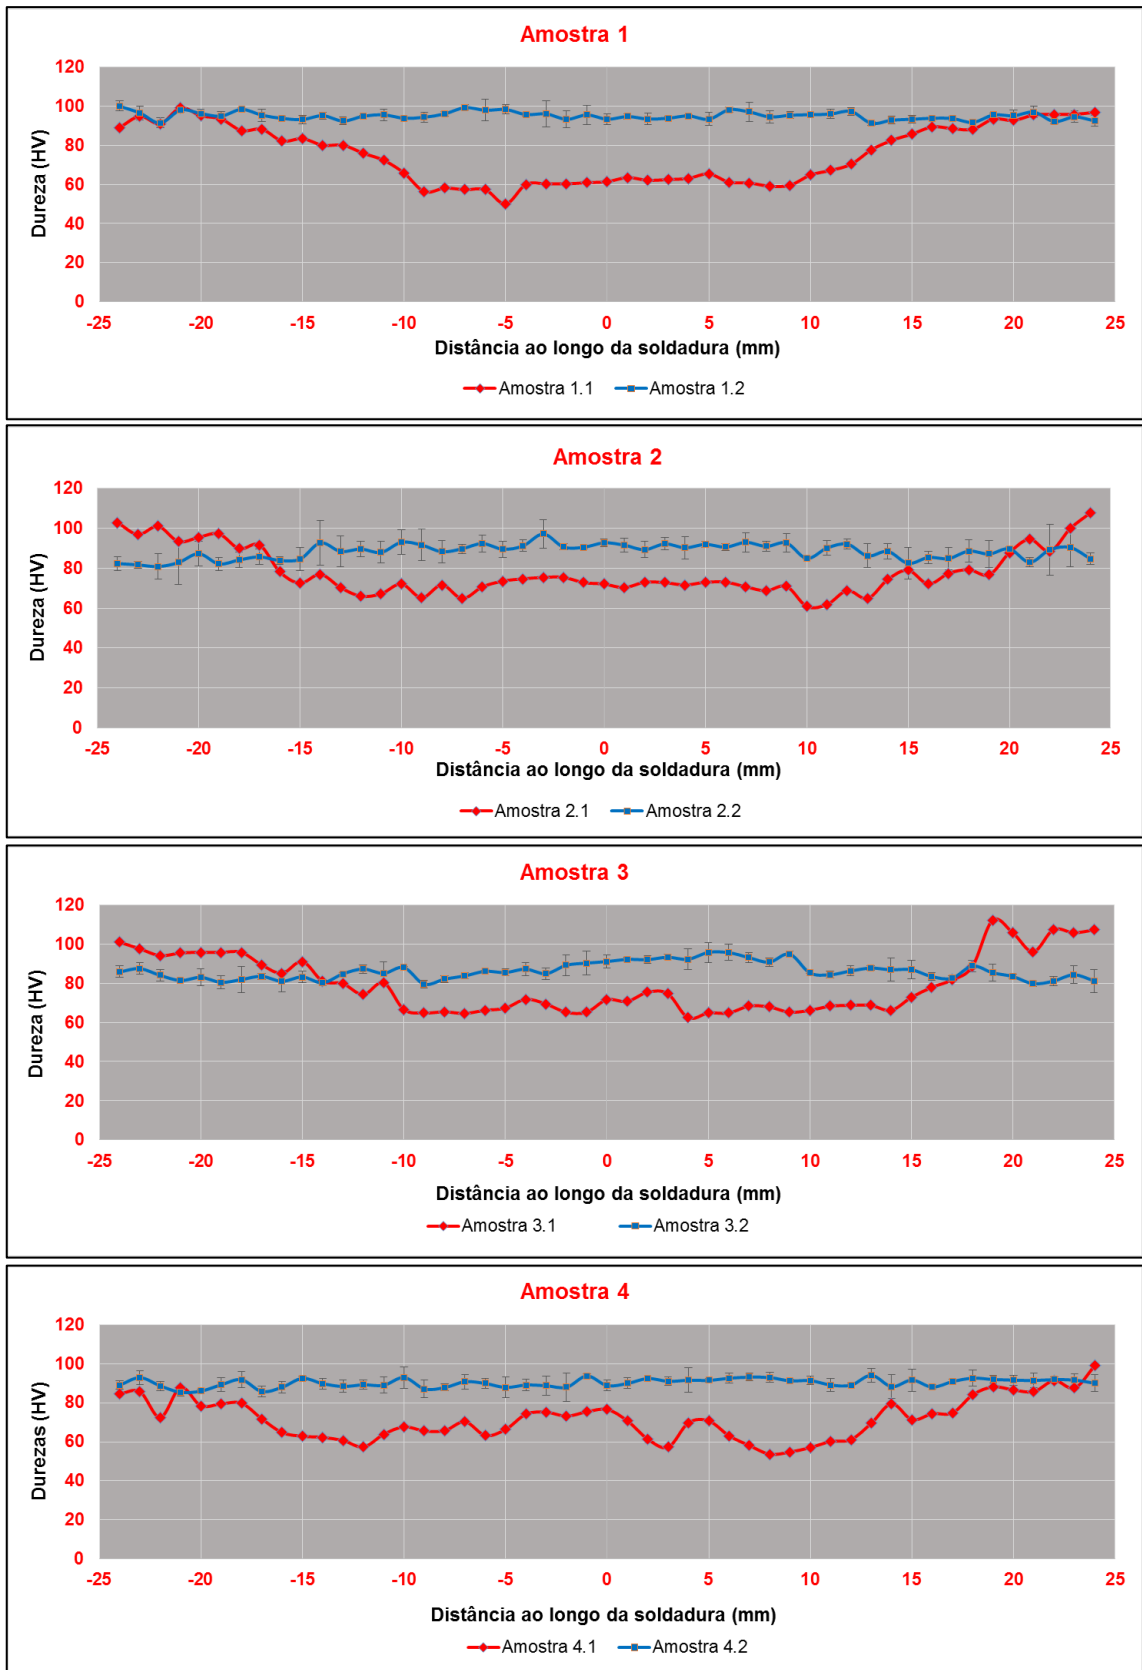 Amostra 1
Dureza (HV)
120
100
80
60
40
20
0
-25 -20 -15 -10 -5 0 5 10 15 20 25
Distância ao longo da soldadura (mm)
Amostra 1.1 Amostra 1.2
Amostra 2
Dureza (HV)
120
100
80
60
40
20
0
-25 -20 -15 -10 -5 0 5 10 15 20 25
Distância ao longo da soldadura (mm)
Amostra 2.1 Amostra 2.2
Amostra 3
Dureza (HV)
120
100
80
60
40
20
0
-25 -20 -15 -10 -5 0 5 10 15 20 25
Distância ao longo da soldadura (mm)
Amostra 3.1 Amostra 3.2
Amostra 4
Durezas (HV)
120
100
80
60
40
20
0
-25 -20 -15 -10 -5 0 5 10 15 20 25
Distância ao longo da soldadura (mm)
Amostra 4.1 Amostra 4.2